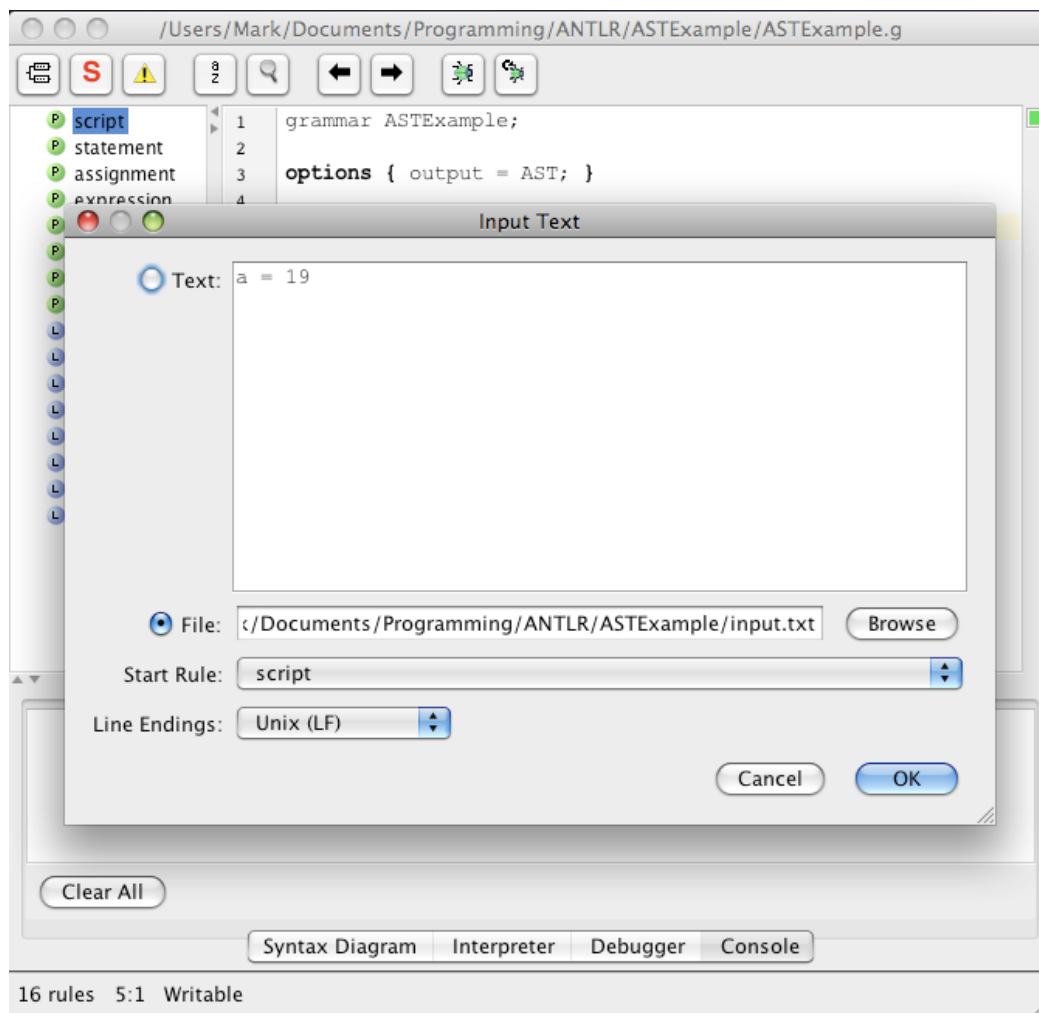 /Users/Mark/Documents/Programming/ANTLR/ASTExample/ASTExample.g
S
a
z
P script
P statement
P assignment
P expression
P
P
P
P
L
L
L
L
L
L
L
L
1 grammar ASTExample;
2
3 options { output = AST; }
4
Input Text
Text: a = 19
File: /Documents/Programming/ANTLR/ASTExample/input.txt Browse
Start Rule: script
Line Endings: Unix (LF)
Cancel OK
Clear All
Syntax Diagram Interpreter Debugger Console
16 rules 5:1 Writable